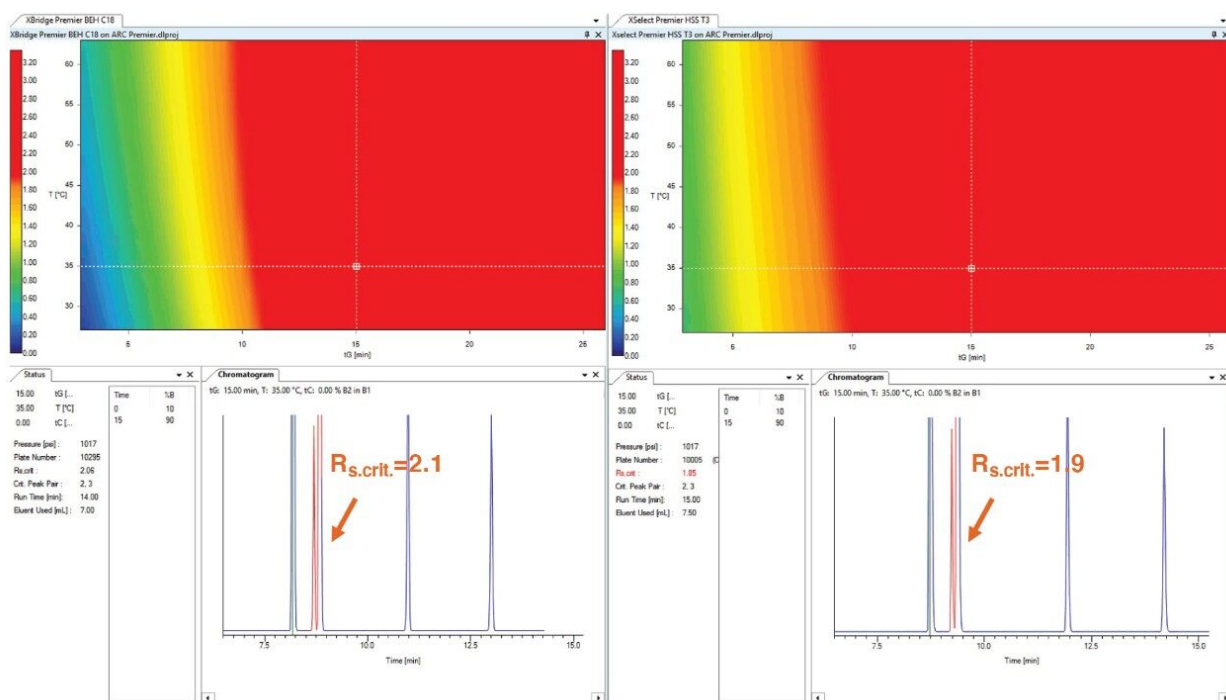 XBridge Premier BEH C18
XBridge Premier BEH C18 on ARC Premier.dlproj
3.20
3.00
2.80
2.60
2.40
2.20
2.00
1.80
1.60
1.40
1.20
1.00
0.80
0.60
0.40
0.20
0.00
60
55
50
45
T [°C]
40
35
30
5
10
15
20
25
tG [min]
XSelect Premier HSS T3
Xselect Premier HSS T3 on ARC Premier.dlproj
3.20
3.00
2.80
2.60
2.40
2.20
2.00
1.80
1.60
1.40
1.20
1.00
0.80
0.60
0.40
0.20
0.00
60
55
50
45
T [°C]
40
35
30
5
10
15
20
25
tG [min]
Status
15.00 tG [...
35.00 T [°C]
0.00 tC [...
Pressure [psi] : 1017
Plate Number : 10295
Rs.crit : 2.06
Crit. Peak Pair : 2, 3
Run Time [min]: 14.00
Eluent Used [mL] : 7.00
Time %B
0 10
15 90
Chromatogram
tG: 15.00 min, T: 35.00 °C, tC: 0.00 % B2 in B1
Rs.crit.=2.1
7.5
10.0
12.5
15.0
Time [min]
Status
15.00 tG [...
35.00 T [°C]
0.00 tC [...
Pressure [psi] : 1017
Plate Number : 10005 (C
Rs.crit : 1.85
Crit. Peak Pair : 2, 3
Run Time [min]: 15.00
Eluent Used [mL] : 7.50
Time %B
0 10
15 90
Chromatogram
tG: 15.00 min, T: 35.00 °C, tC: 0.00 % B2 in B1
Rs.crit.=1.9
7.5
10.0
12.5
15.0
Time [min]